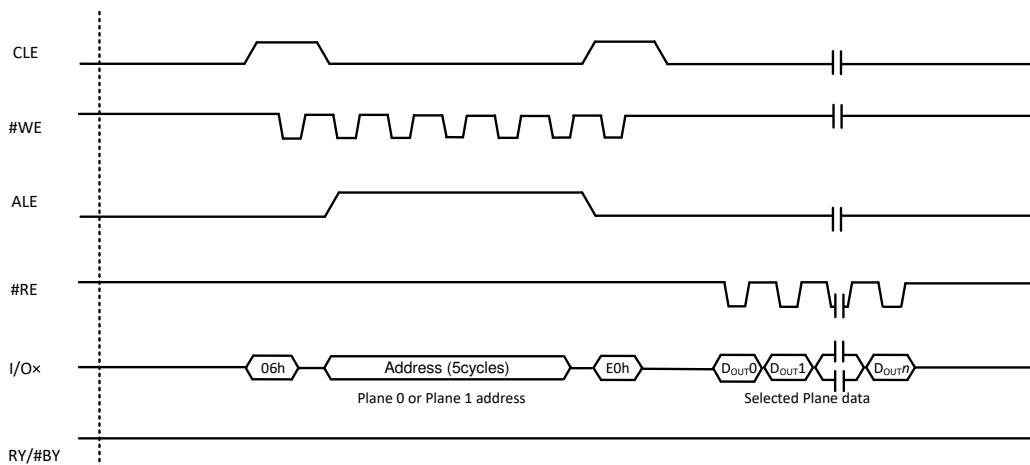 CLE
#WE
ALE
#RE
I/O×
06h
Address (5cycles)
E0h
DOUT0
DOUT1
DOUTn
Plane 0 or Plane 1 address
Selected Plane data
RY/#BY